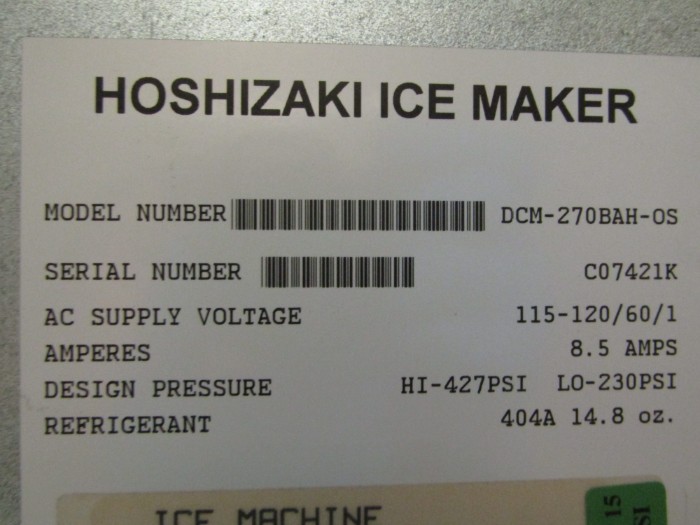 HOSHIZAKI ICE MAKER
MODEL NUMBER DCM-270BAH-OS
SERIAL NUMBER C07421K
AC SUPPLY VOLTAGE 115-120/60/1
AMPERES 8.5 AMPS
DESIGN PRESSURE HI-427PSI LO-230PSI
REFRIGERANT 404A 14.8 oz.
ICE MACHINE
15